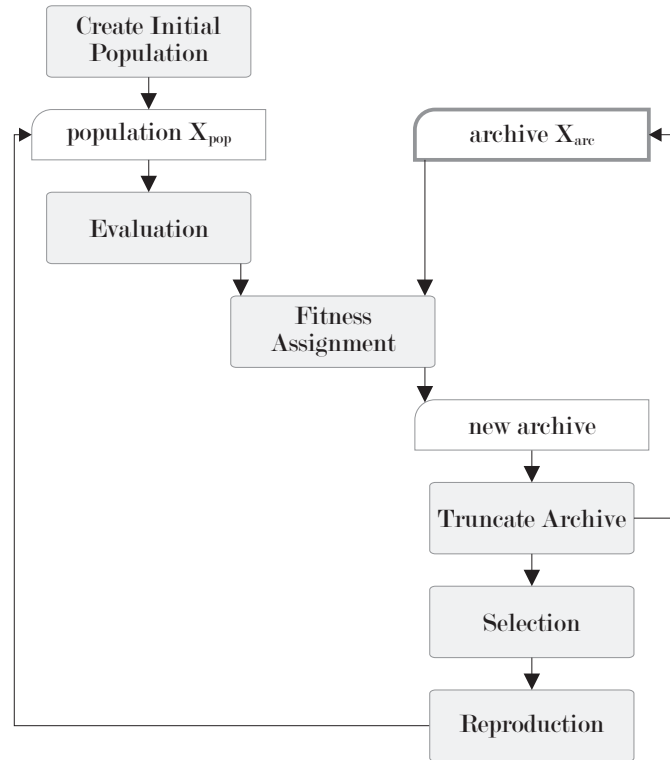 Create Initial
Population
population X_pop
archive X_arc
Evaluation
Fitness
Assignment
new archive
Truncate Archive
Selection
Reproduction